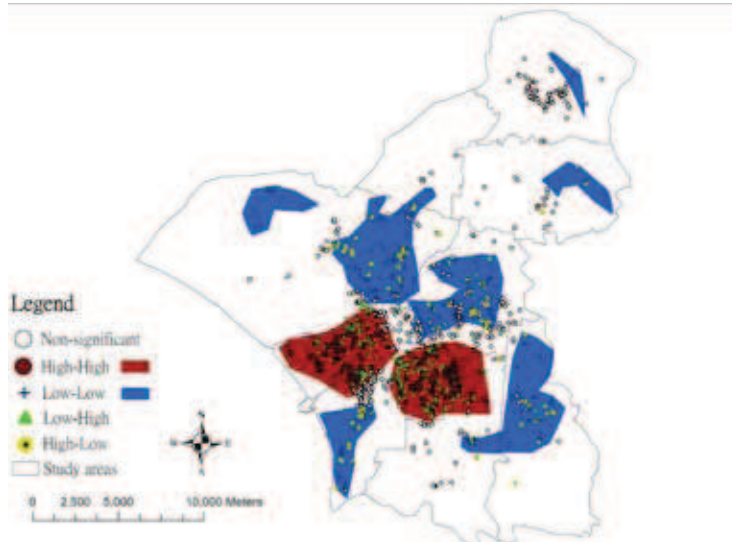 Legend
Non-significant
High-High
Low-Low
Low-High
High-Low
Study areas
N
W E
S
0 2.500 5.000 10.000 Meters